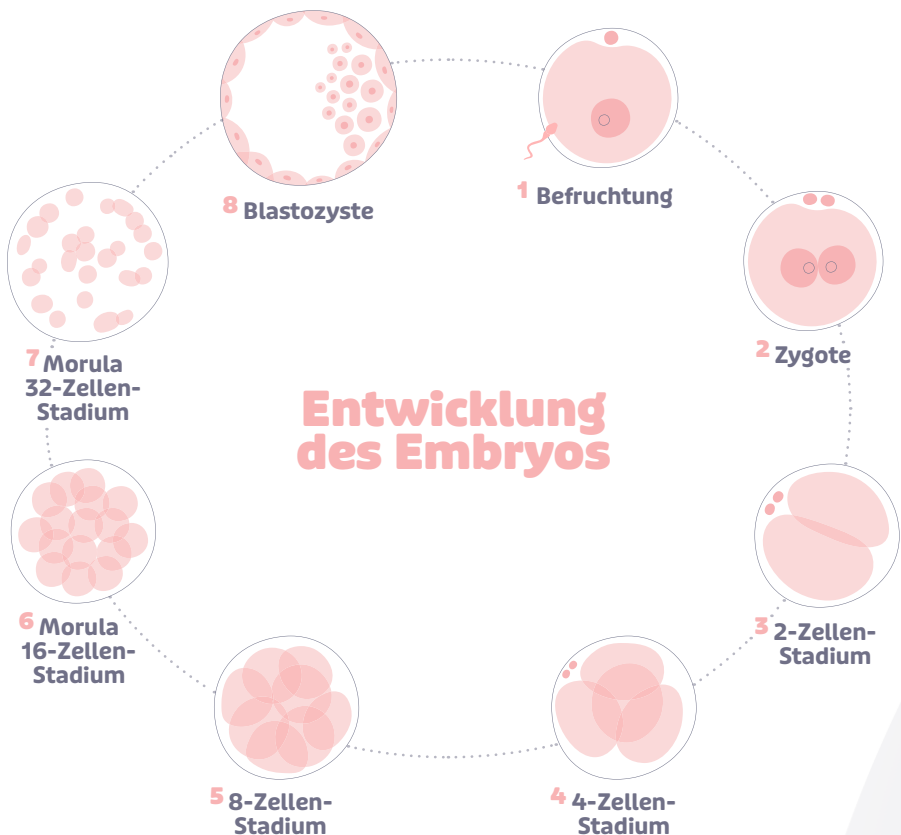 Entwicklung
des Embryos
1 Befruchtung
2 Zygote
3 2-Zellen-
Stadium
4 4-Zellen-
Stadium
5 8-Zellen-
Stadium
6 Morula
16-Zellen-
Stadium
7 Morula
32-Zellen-
Stadium
8 Blastozyste